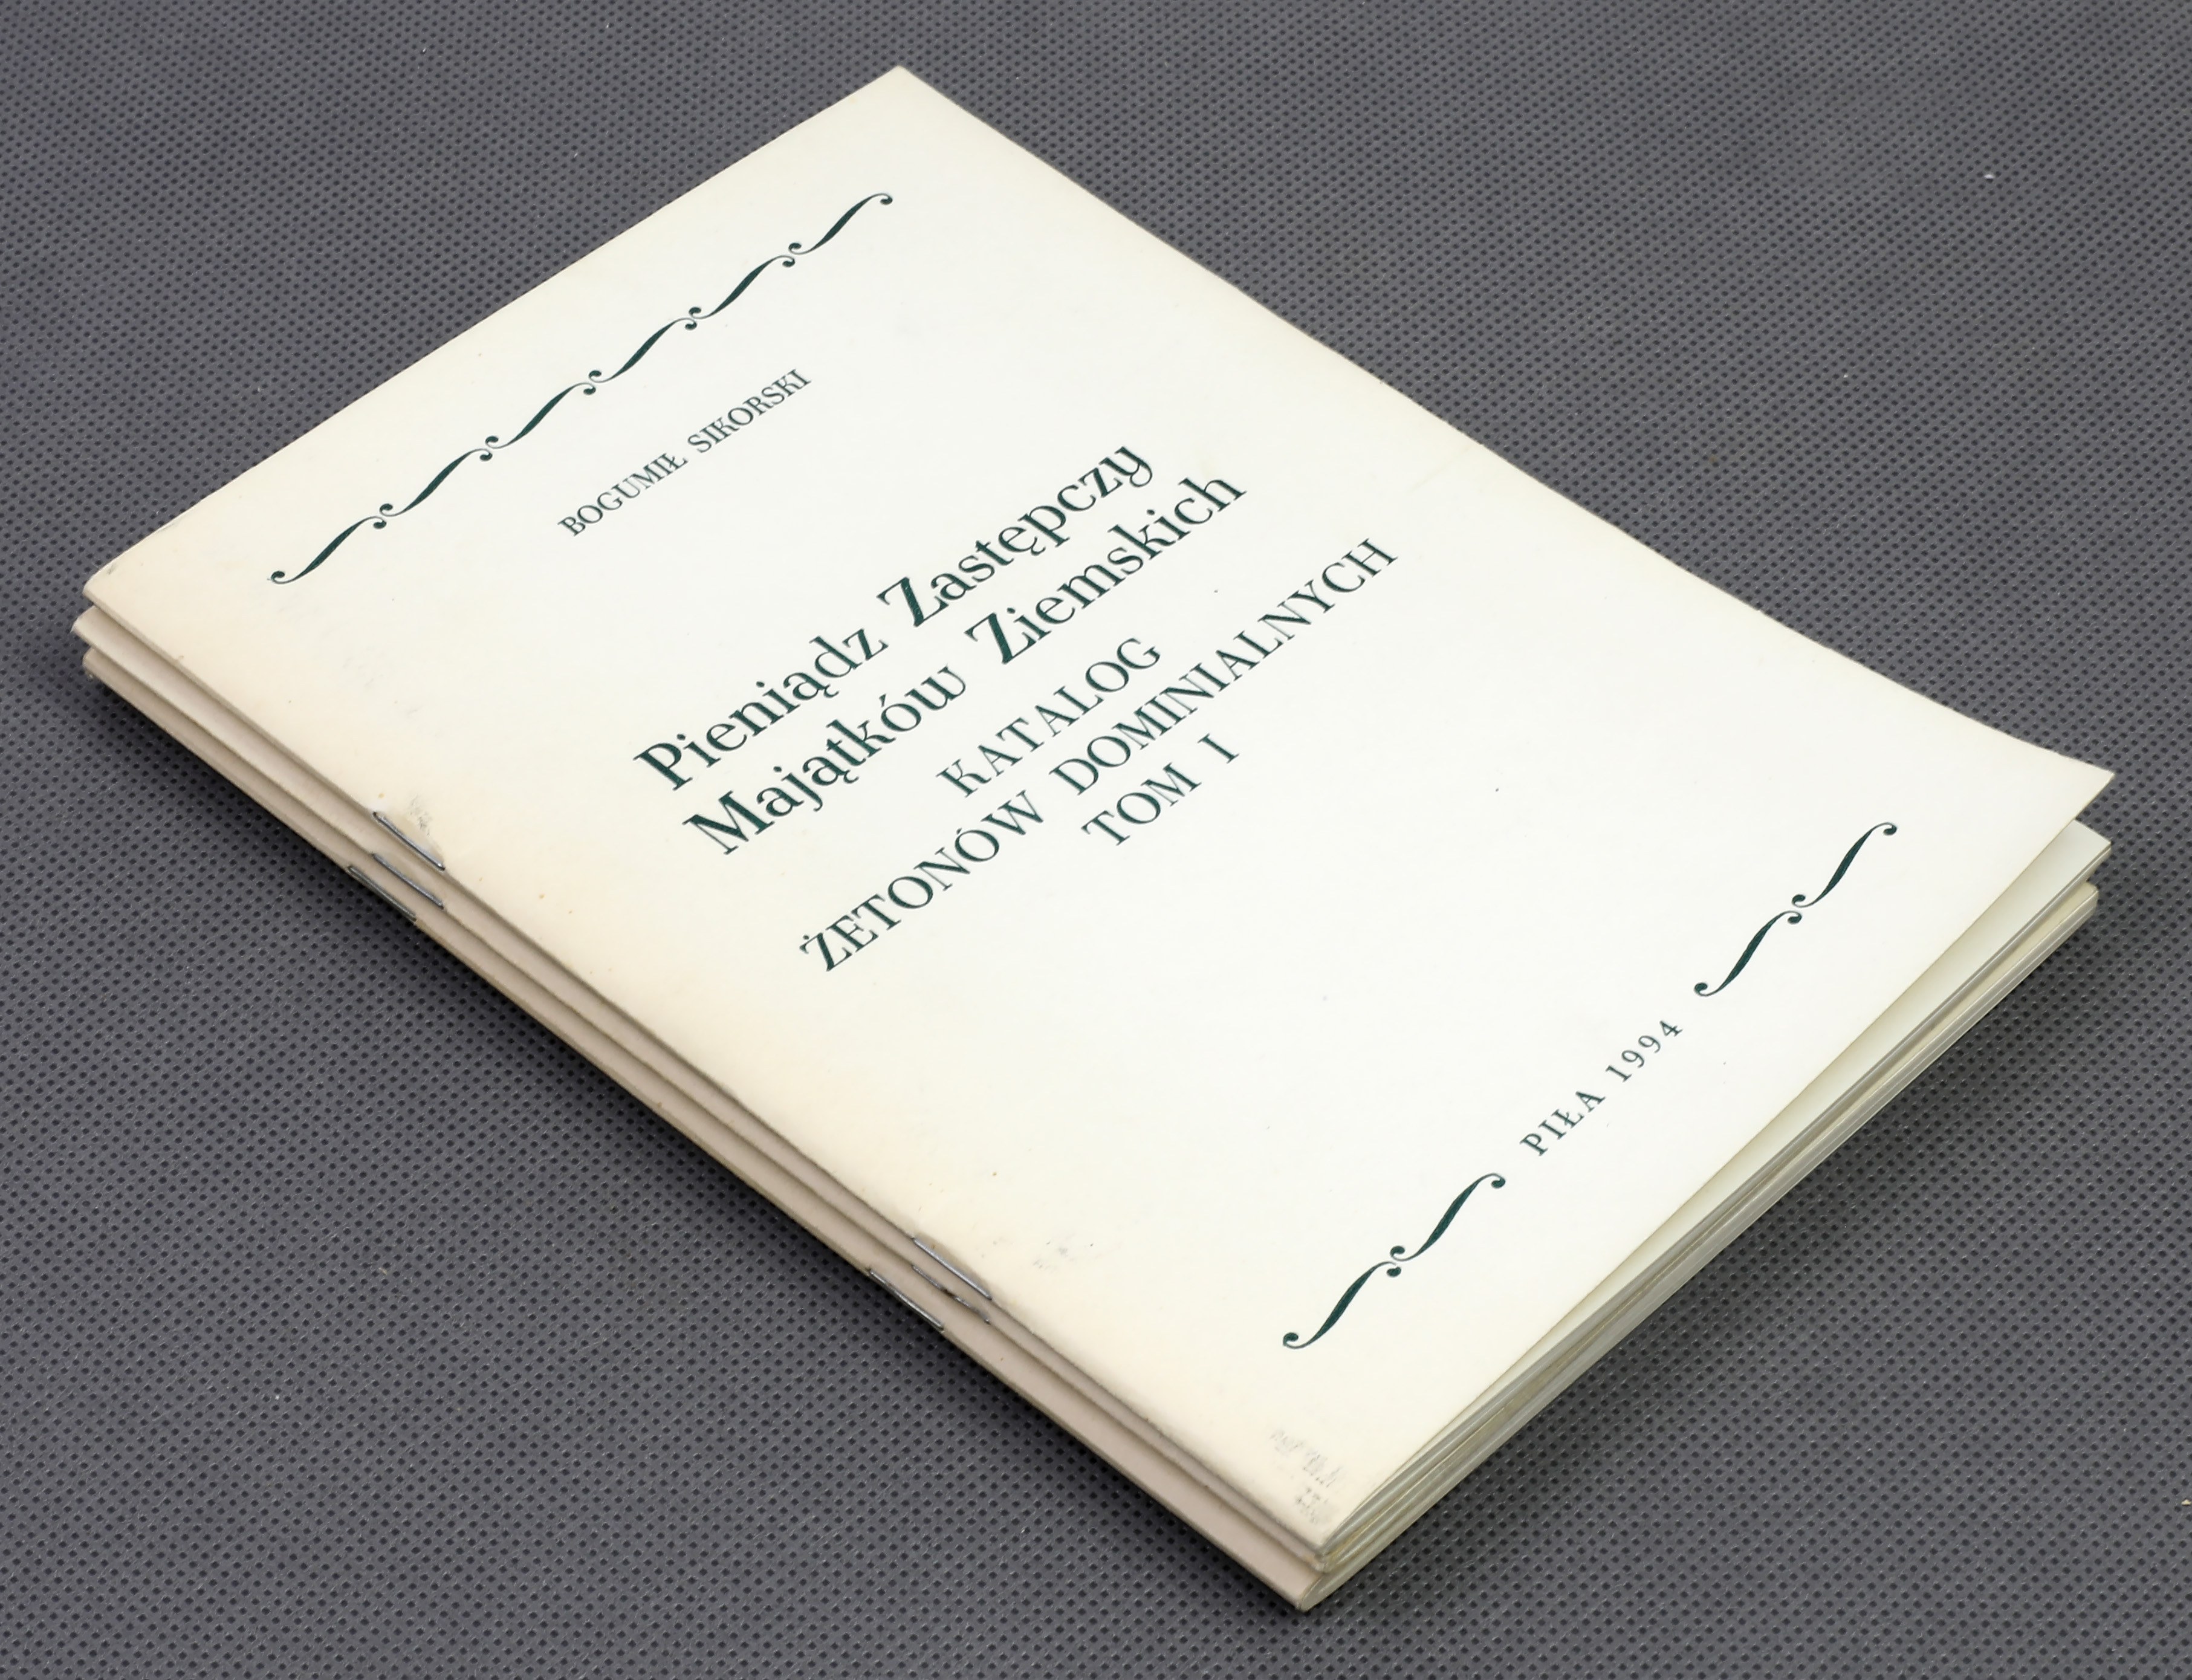 BOGUMIŁ SIKORSKI
Pieniądz Zastępczy
Majątków Ziemskich
KATALOG
ŻETONÓW DOMINIALNYCH
TOM I
PIŁA 1994